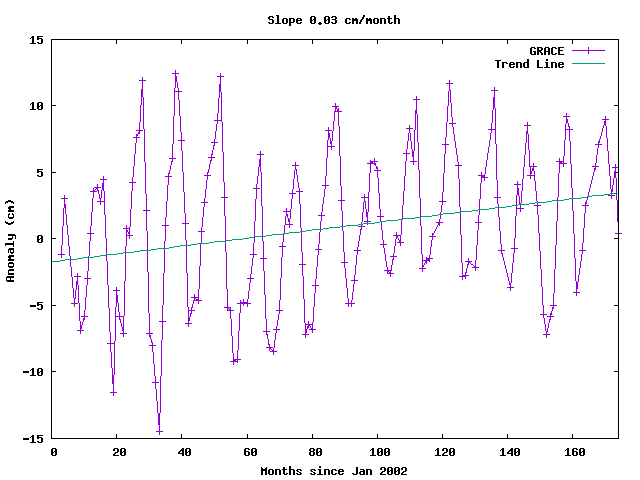 Slope 0.03 cm/month
GRACE
Trend Line
15
10
5
0
-5
-10
-15
Anomaly (cm)
0 20 40 60 80 100 120 140 160
Months since Jan 2002